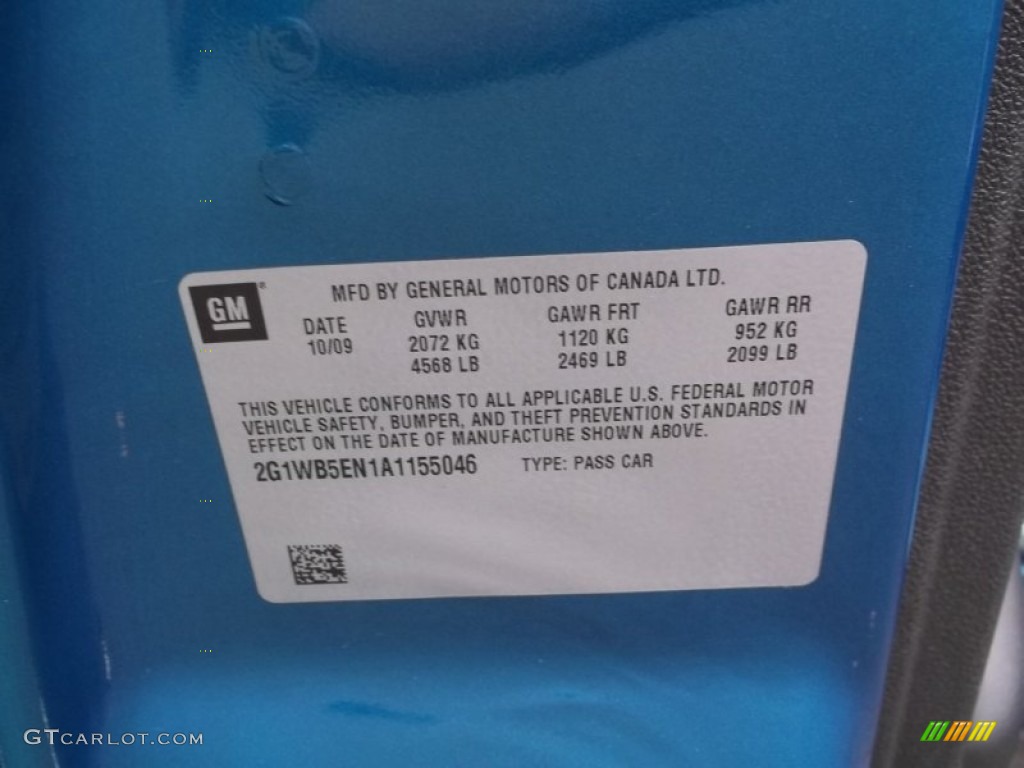 MFD BY GENERAL MOTORS OF CANADA LTD.
GM®
DATE GVWR GAWR FRT GAWR RR
10/09 2072 KG 1120 KG 952 KG
4568 LB 2469 LB 2099 LB
THIS VEHICLE CONFORMS TO ALL APPLICABLE U.S. FEDERAL MOTOR
VEHICLE SAFETY, BUMPER, AND THEFT PREVENTION STANDARDS IN
EFFECT ON THE DATE OF MANUFACTURE SHOWN ABOVE.
2G1WB5EN1A1155046 TYPE: PASS CAR
GTCARLOT.COM